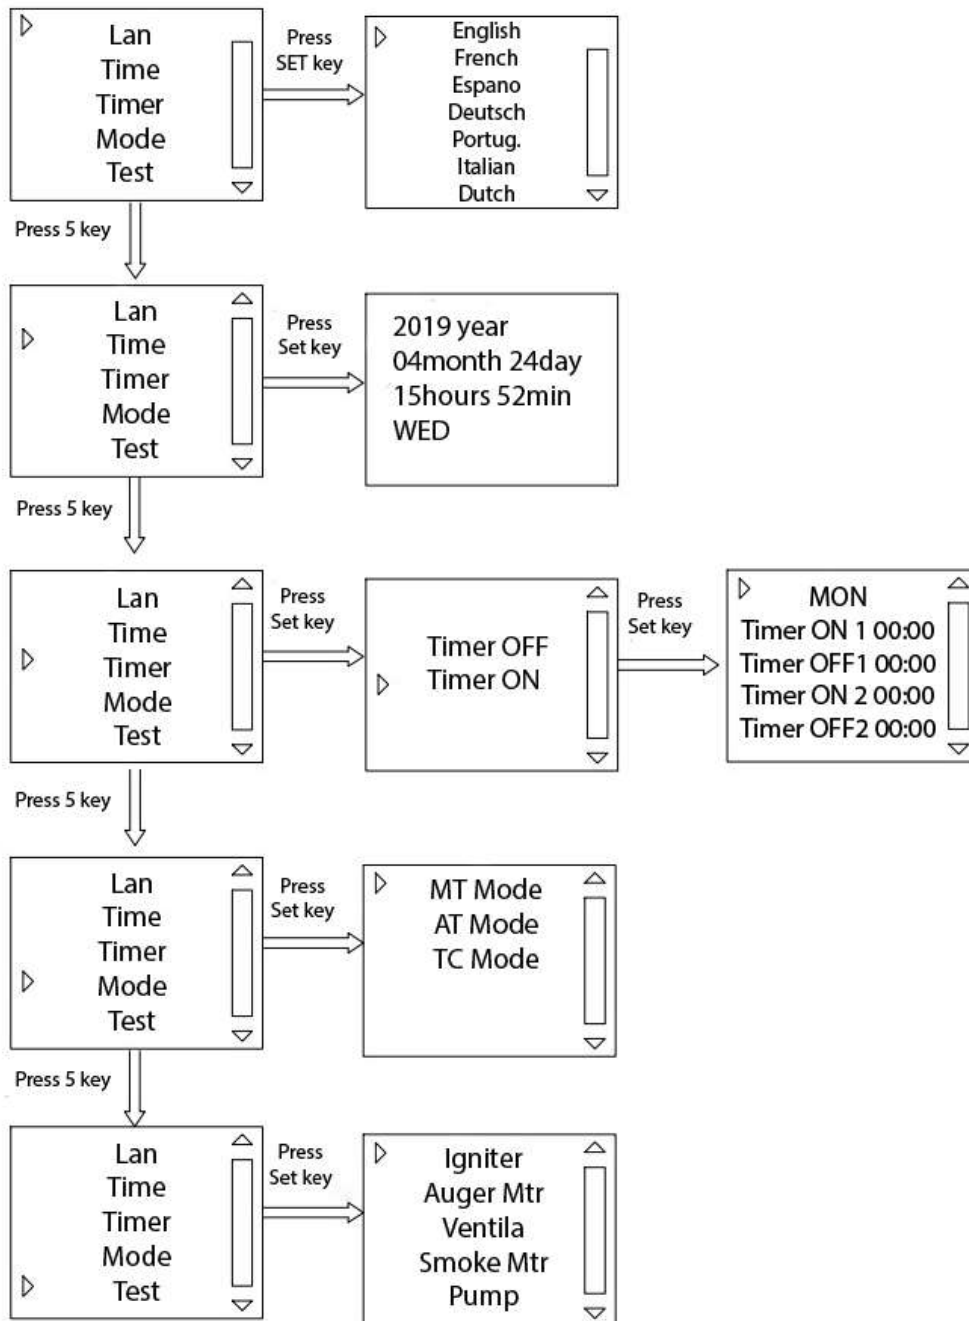 Lan
Time
Timer
Mode
Test
Press
SET key
English
French
Espano
Deutsch
Portug.
Italian
Dutch
Press 5 key
Lan
Time
Timer
Mode
Test
Press
Set key
2019 year
04month 24day
15hours 52min
WED
Press 5 key
Lan
Time
Timer
Mode
Test
Press
Set key
Timer OFF
Timer ON
Press
Set key
MON
Timer ON 1 00:00
Timer OFF1 00:00
Timer ON 2 00:00
Timer OFF2 00:00
Press 5 key
Lan
Time
Timer
Mode
Test
Press
Set key
MT Mode
AT Mode
TC Mode
Press 5 key
Lan
Time
Timer
Mode
Test
Press
Set key
Igniter
Auger Mtr
Ventila
Smoke Mtr
Pump